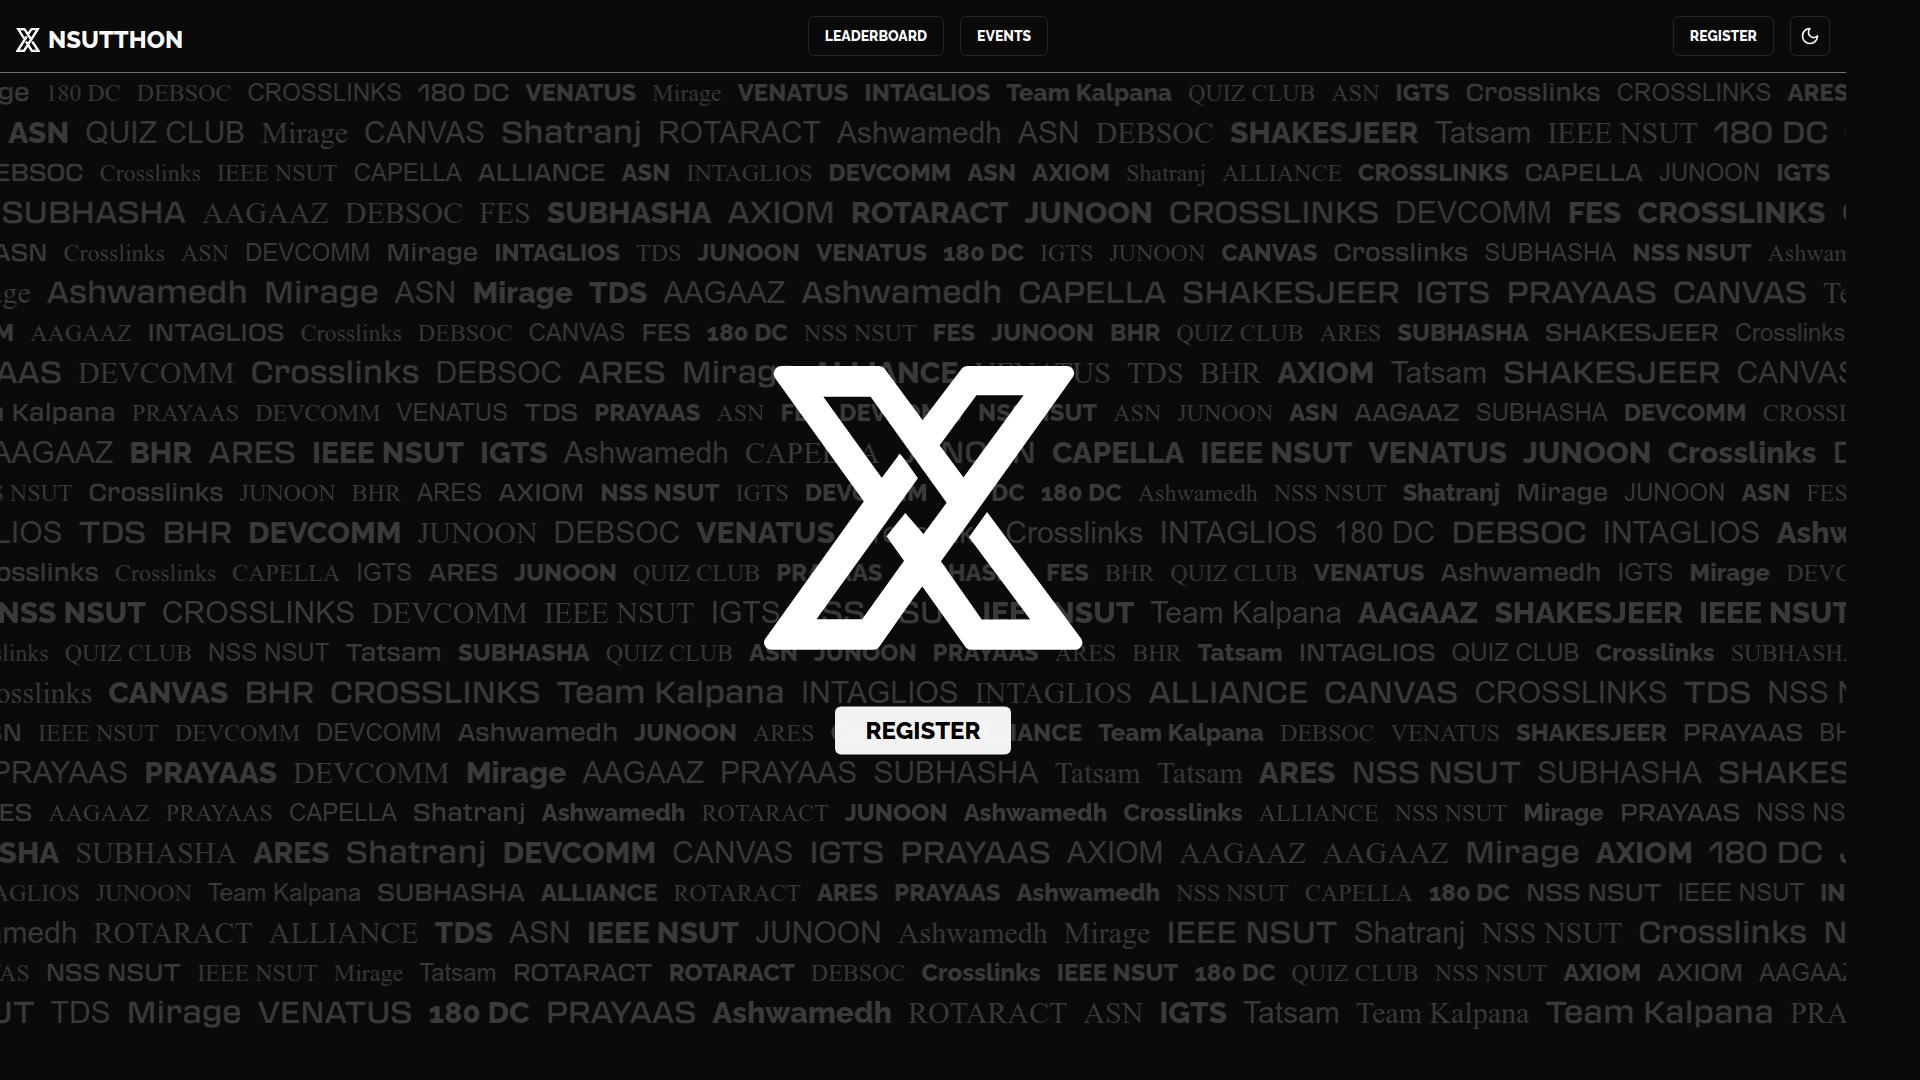 NSUTTHON
LEADERBOARD
EVENTS
REGISTER
180 DC DEBSOC CROSSLINKS 180 DC VENATUS Mirage VENATUS INTAGLIOS Team Kalpana QUIZ CLUB ASN IGTS Crosslinks CROSSLINKS ARES
ASN QUIZ CLUB Mirage CANVAS Shatranj ROTARACT Ashwamedh ASN DEBSOC SHAKESJEER Tatsam IEEE NSUT 180 DC
EBSOC Crosslinks IEEE NSUT CAPELLA ALLIANCE ASN INTAGLIOS DEVCOMM ASN AXIOM Shatranj ALLIANCE CROSSLINKS CAPELLA JUNOON IGTS
SUBHASHA AAGAAZ DEBSOC FES SUBHASHA AXIOM ROTARACT JUNOON CROSSLINKS DEVCOMM FES CROSSLINKS
ASN Crosslinks ASN DEVCOMM Mirage INTAGLIOS TDS JUNOON VENATUS 180 DC IGTS JUNOON CANVAS Crosslinks SUBHASHA NSS NSUT Ashwam
ge Ashwamedh Mirage ASN Mirage TDS AAGAAZ Ashwamedh CAPELLA SHAKESJEER IGTS PRAYAAS CANVAS Te
M AAGAAZ INTAGLIOS Crosslinks DEBSOC CANVAS FES 180 DC NSS NSUT FES JUNOON BHR QUIZ CLUB ARES SUBHASHA SHAKESJEER Crosslinks
AAS DEVCOMM Crosslinks DEBSOC ARES Mirag TDS BHR AXIOM Tatsam SHAKESJEER CANVAS
Kalpana PRAYAAS DEVCOMM VENATUS TDS PRAYAAS ASN ASN JUNOON ASN AAGAAZ SUBHASHA DEVCOMM CROSSL
AAGAAZ BHR ARES IEEE NSUT IGTS Ashwamedh CAPELLA IEEE NSUT VENATUS JUNOON Crosslinks
NSUT Crosslinks JUNOON BHR ARES AXIOM NSS NSUT IGTS DC 180 DC Ashwamedh NSS NSUT Shatranj Mirage JUNOON ASN FES
LIOS TDS BHR DEVCOMM JUNOON DEBSOC VENATUS Crosslinks INTAGLIOS 180 DC DEBSOC INTAGLIOS Ashw
osslinks Crosslinks CAPELLA IGTS ARES JUNOON QUIZ CLUB FES BHR QUIZ CLUB VENATUS Ashwamedh IGTS Mirage DEVC
NSS NSUT CROSSLINKS DEVCOMM IEEE NSUT IGTS NSUT Team Kalpana AAGAAZ SHAKESJEER IEEE NSUT
slinks QUIZ CLUB NSS NSUT Tatsam SUBHASHA QUIZ CLUB ASN JUNOON PRAYAAS ARES BHR Tatsam INTAGLIOS QUIZ CLUB Crosslinks SUBHASH
osslinks CANVAS BHR CROSSLINKS Team Kalpana INTAGLIOS INTAGLIOS ALLIANCE CANVAS CROSSLINKS TDS NSS
REGISTER
SN IEEE NSUT DEVCOMM DEVCOMM Ashwamedh JUNOON ARES LIANCE Team Kalpana DEBSOC VENATUS SHAKESJEER PRAYAAS BH
PRAYAAS PRAYAAS DEVCOMM Mirage AAGAAZ PRAYAAS SUBHASHA Tatsam Tatsam ARES NSS NSUT SUBHASHA SHAKES
ES AAGAAZ PRAYAAS CAPELLA Shatranj Ashwamedh ROTARACT JUNOON Ashwamedh Crosslinks ALLIANCE NSS NSUT Mirage PRAYAAS NSS NS
SHA SUBHASHA ARES Shatranj DEVCOMM CANVAS IGTS PRAYAAS AXIOM AAGAAZ AAGAAZ Mirage AXIOM 180 DC
AGLIOS JUNOON Team Kalpana SUBHASHA ALLIANCE ROTARACT ARES PRAYAAS Ashwamedh NSS NSUT CAPELLA 180 DC NSS NSUT IEEE NSUT IN
medh ROTARACT ALLIANCE TDS ASN IEEE NSUT JUNOON Ashwamedh Mirage IEEE NSUT Shatranj NSS NSUT Crosslinks N
AS NSS NSUT IEEE NSUT Mirage Tatsam ROTARACT ROTARACT DEBSOC Crosslinks IEEE NSUT 180 DC QUIZ CLUB NSS NSUT AXIOM AXIOM AAGAAZ
UT TDS Mirage VENATUS 180 DC PRAYAAS Ashwamedh ROTARACT ASN IGTS Tatsam Team Kalpana Team Kalpana PRA